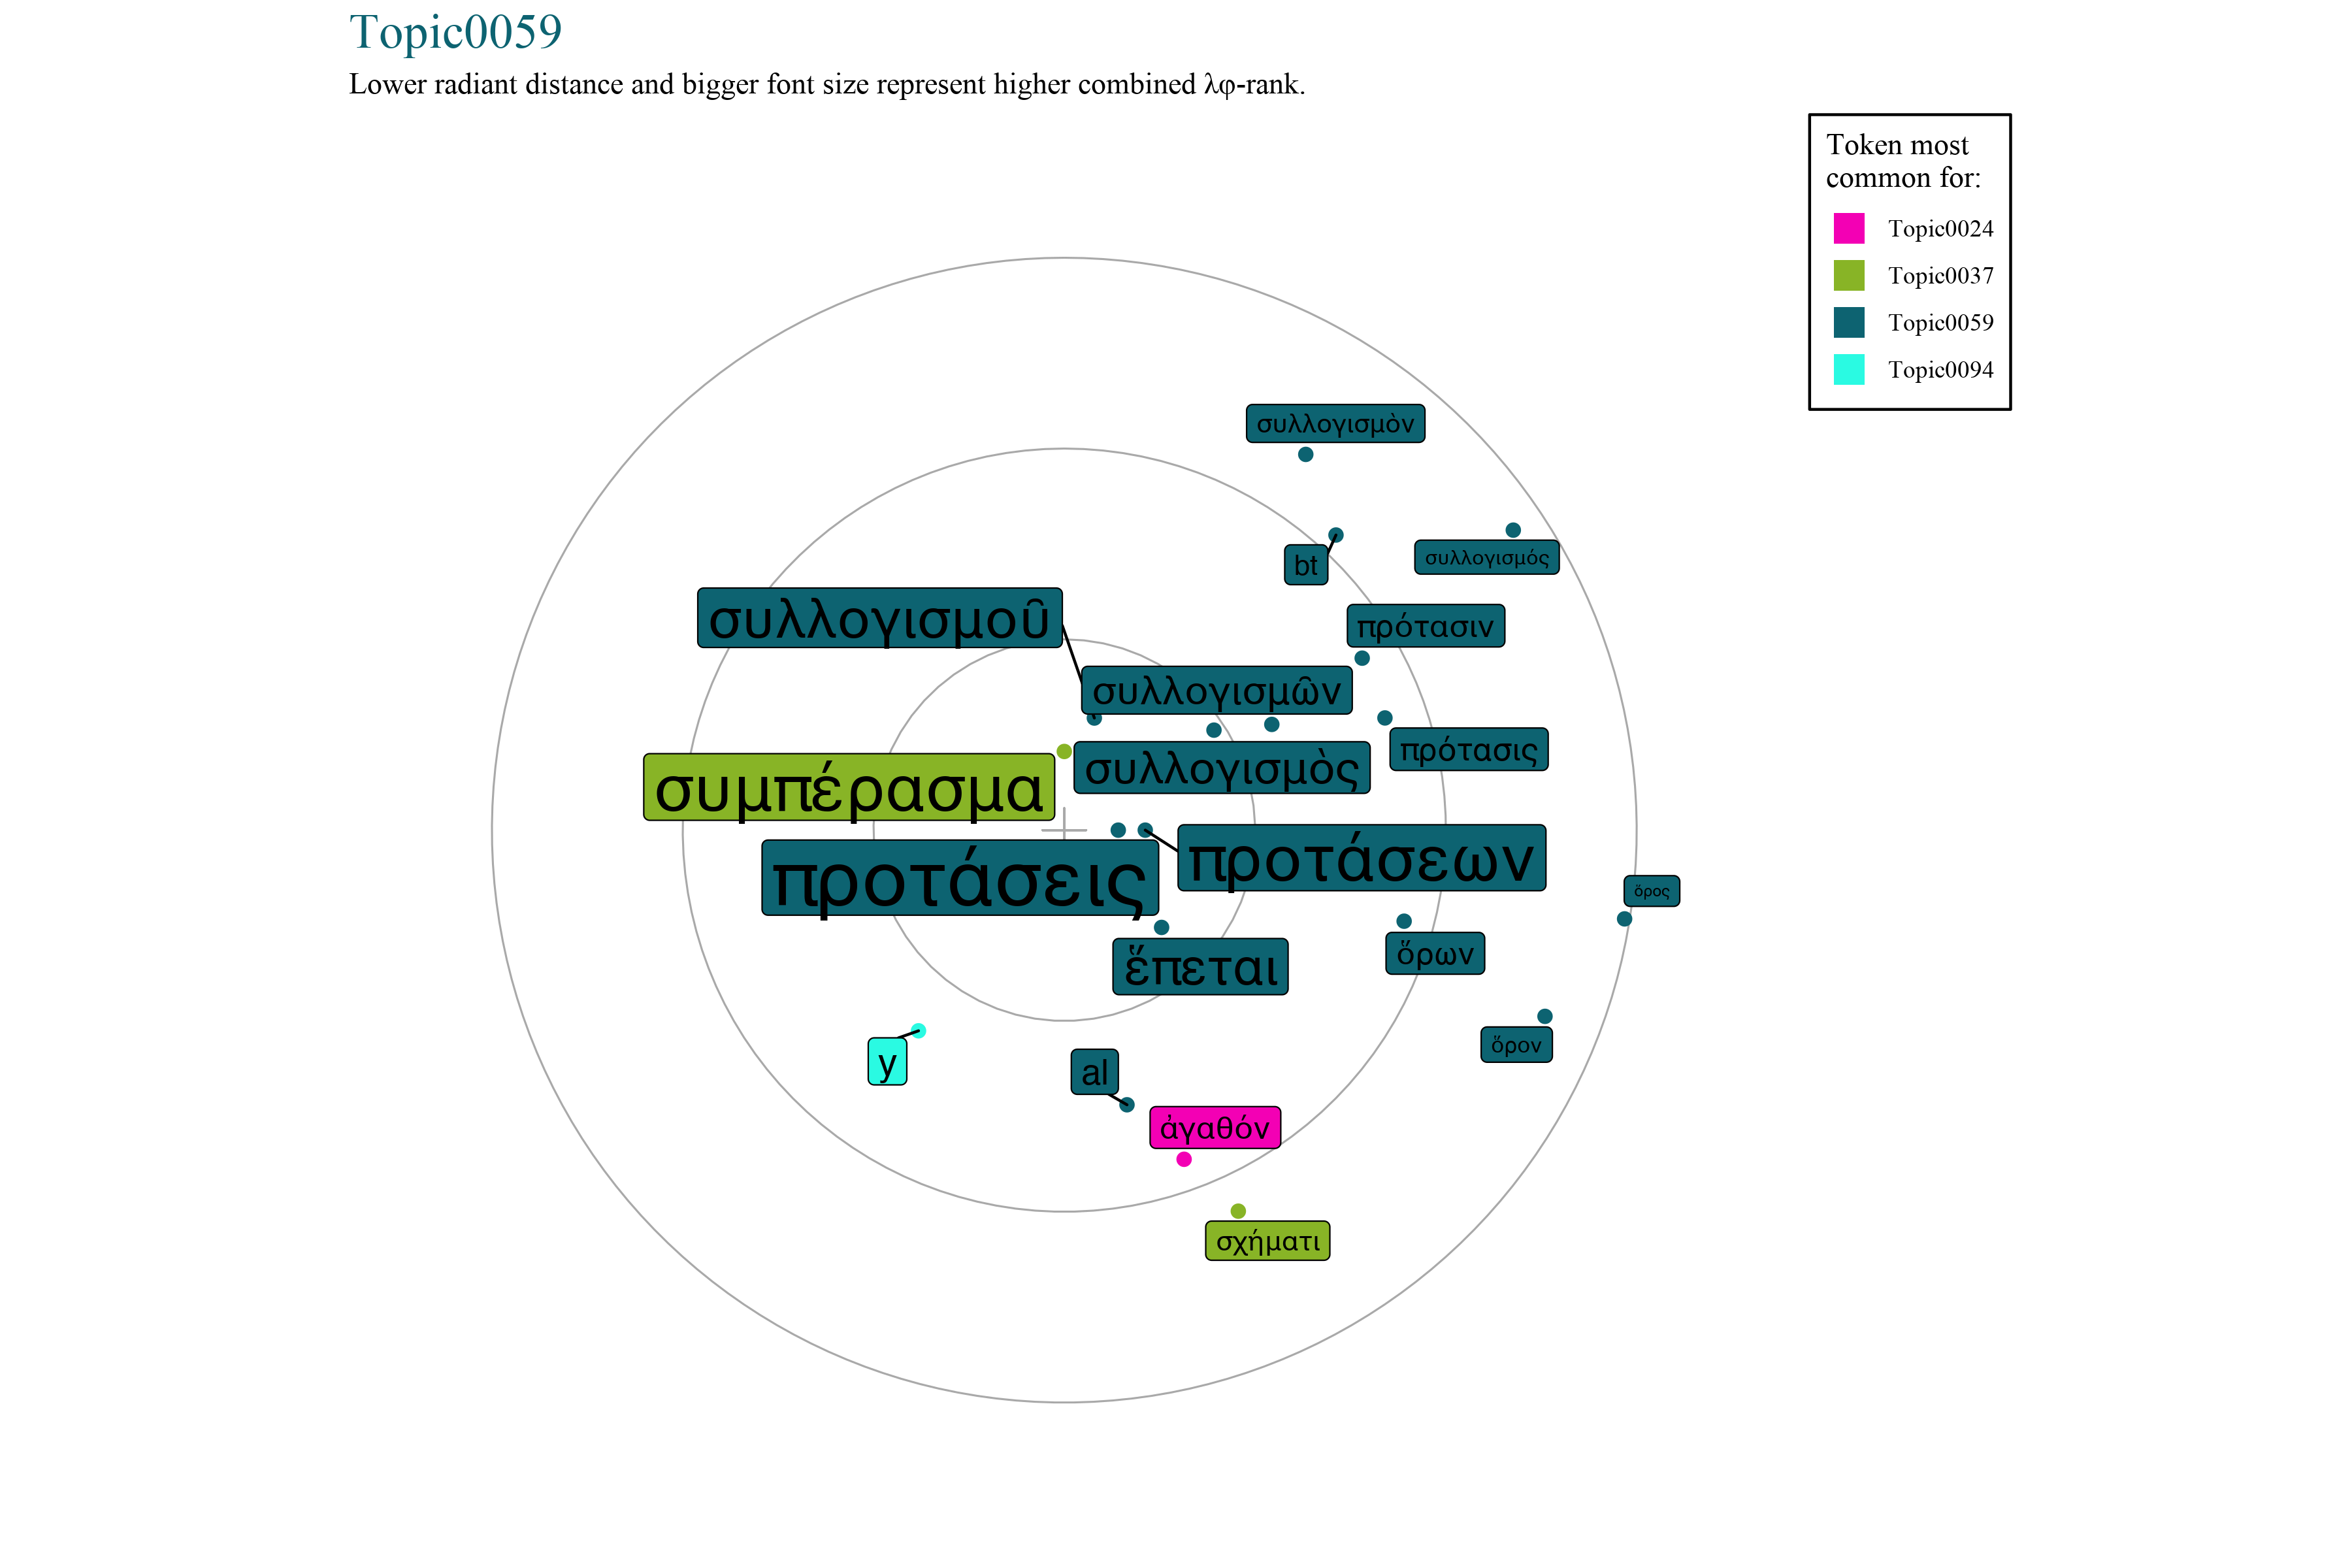 Topic0059
Lower radiant distance and bigger font size represent higher combined λφ-rank.
Token most
common for:
Topic0024
Topic0037
Topic0059
Topic0094
συλλογισμὸν
bt
συλλογισμός
συλλογισμοῦ
πρότασιν
συλλογισμῶν
πρότασις
συλλογισμὸς
συμπέρασμα
προτάσεων
προτάσεις
ὅρος
ἕπεται
ὅρων
ὅρον
y
al
ἀγαθόν
σχήματι